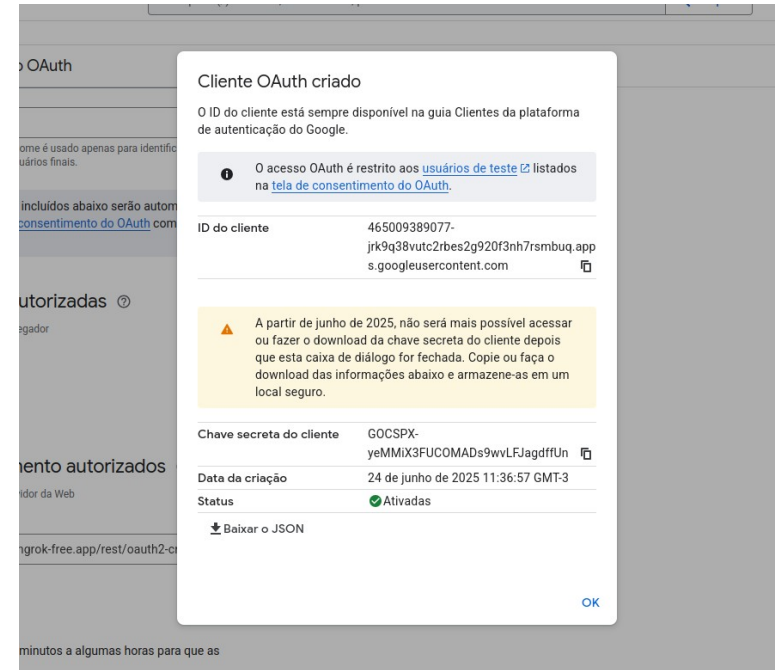 o OAuth
ome é usado apenas para identific
uários finais.
incluídos abaixo serão autom
consentimento do OAuth com
utorizadas
egador
mento autorizados
idor da Web
ngrok-free.app/rest/oauth2-cr
minutos a algumas horas para que as
Cliente OAuth criado
O ID do cliente está sempre disponível na guia Clientes da plataforma
de autenticação do Google.
O acesso OAuth é restrito aos usuários de teste listados
na tela de consentimento do OAuth.
ID do cliente
465009389077-
jrk9q38vutc2rbes2g920f3nh7rsmbuq.app
s.googleusercontent.com
A partir de junho de 2025, não será mais possível acessar
ou fazer o download da chave secreta do cliente depois
que esta caixa de diálogo for fechada. Copie ou faça o
download das informações abaixo e armazene-as em um
local seguro.
Chave secreta do cliente
GOCSPX-
yeMMiX3FUCOMADs9wvLFJagdffUn
Data da criação 24 de junho de 2025 11:36:57 GMT-3
Status Ativadas
Baixar o JSON
OK